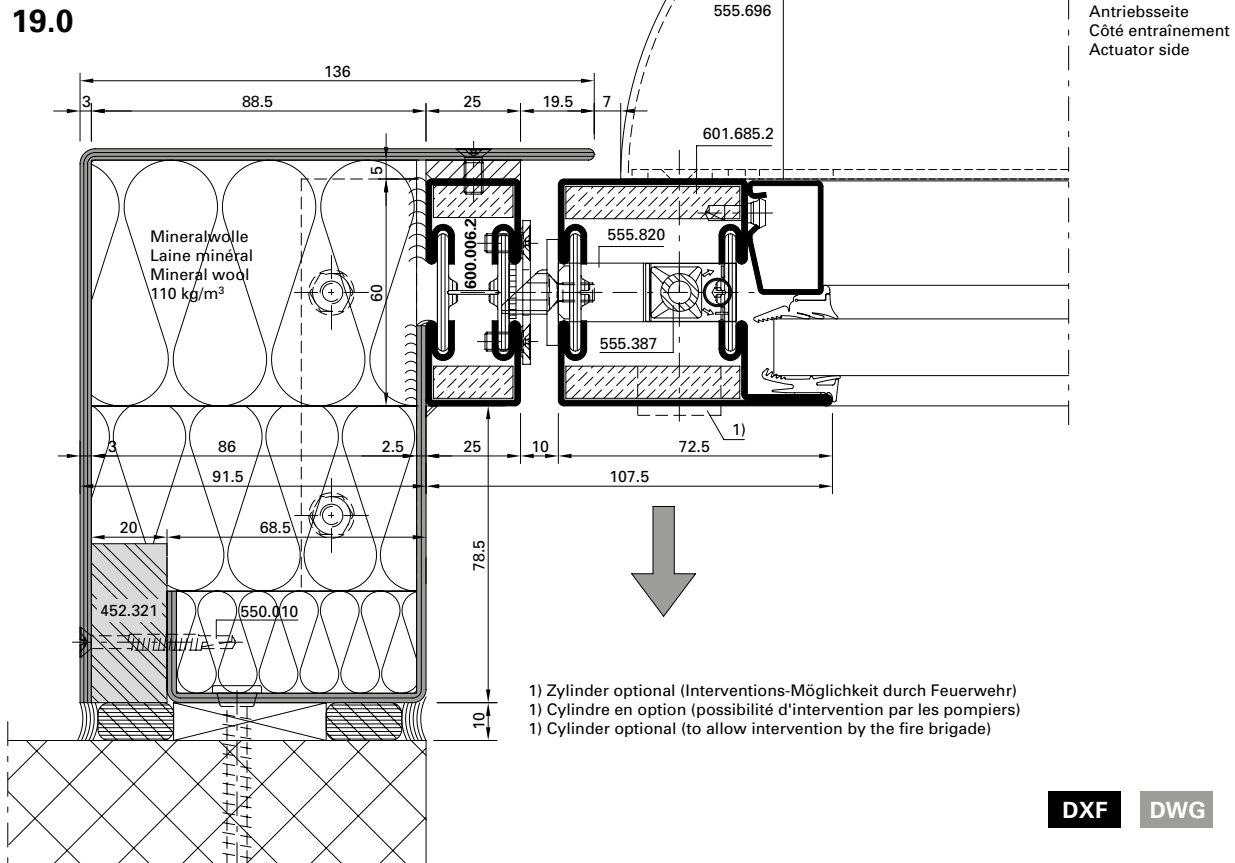 19.0
555.696
Antriebsseite
Côté entraînement
Actuator side
136
3
88.5
25
19.5
7
601.685.2
5
Mineralwolle
Laine minéral
Mineral wool
110 kg/m³
600.006.2
555.820
60
555.387
1)
3
86
2.5
25
10
72.5
91.5
107.5
20
68.5
78.5
452.321
550.010
10
1) Zylinder optional (Interventions-Möglichkeit durch Feuerwehr)
1) Cylindre en option (possibilité d'intervention par les pompiers)
1) Cylinder optional (to allow intervention by the fire brigade)
DXF
DWG